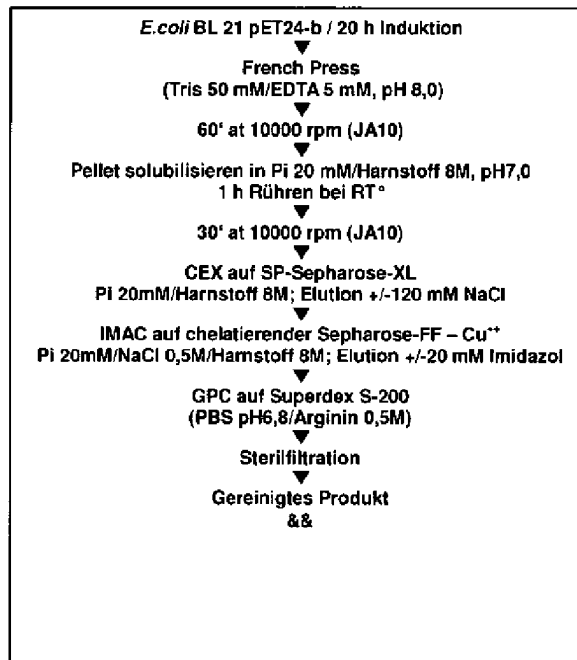 E.coli BL 21 pET24-b / 20 h Induktion
▼
French Press
(Tris 50 mM/EDTA 5 mM, pH 8,0)
▼
60' at 10000 rpm (JA10)
▼
Pellet solubilisieren in Pi 20 mM/Harnstoff 8M, pH7,0
1 h Rühren bei RT°
▼
30' at 10000 rpm (JA10)
▼
CEX auf SP-Sepharose-XL
Pi 20mM/Harnstoff 8M; Elution +/-120 mM NaCl
▼
IMAC auf chelatierender Sepharose-FF – Cu⁺⁺
Pi 20mM/NaCl 0,5M/Harnstoff 8M; Elution +/-20 mM Imidazol
▼
GPC auf Superdex S-200
(PBS pH6,8/Arginin 0,5M)
▼
Sterilfiltration
▼
Gereinigtes Produkt
&&